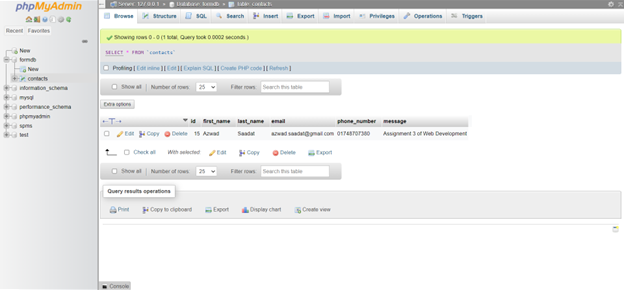 phpMyAdmin
Recent Favorites
New
formdb
New
contacts
information_schema
mysql
performance_schema
phpmyadmin
spms
test
Server: 127.0.0.1 » Database: formdb » Table: contacts
Browse Structure SQL Search Insert Export Import Privileges Operations Triggers
Showing rows 0 - 0 (1 total, Query took 0.0002 seconds.)
SELECT * FROM `contacts`
Profiling [ Edit inline ] [ Edit ] [ Explain SQL ] [ Create PHP code ] [ Refresh ]
Show all Number of rows: 25 Filter rows: Search this table
Extra options
id first_name last_name email phone_number message
Edit Copy Delete 15 Azwad Saadat azwad.saadat@gmail.com 01748707380 Assignment 3 of Web Development
Check all With selected: Edit Copy Delete Export
Show all Number of rows: 25 Filter rows: Search this table
Query results operations
Print Copy to clipboard Export Display chart Create view
Console